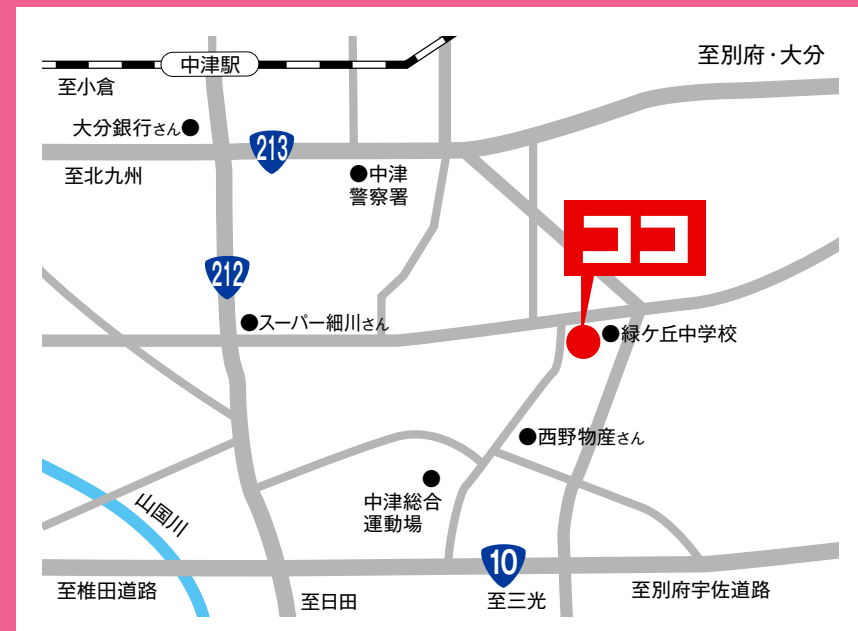 中津駅
至別府・大分
至小倉
大分銀行さん
213
至北九州
中津
警察署
ココ
212
スーパー細川さん
緑ケ丘中学校
西野物産さん
中津総合
運動場
山国川
10
至椎田道路
至日田
至三光
至別府宇佐道路